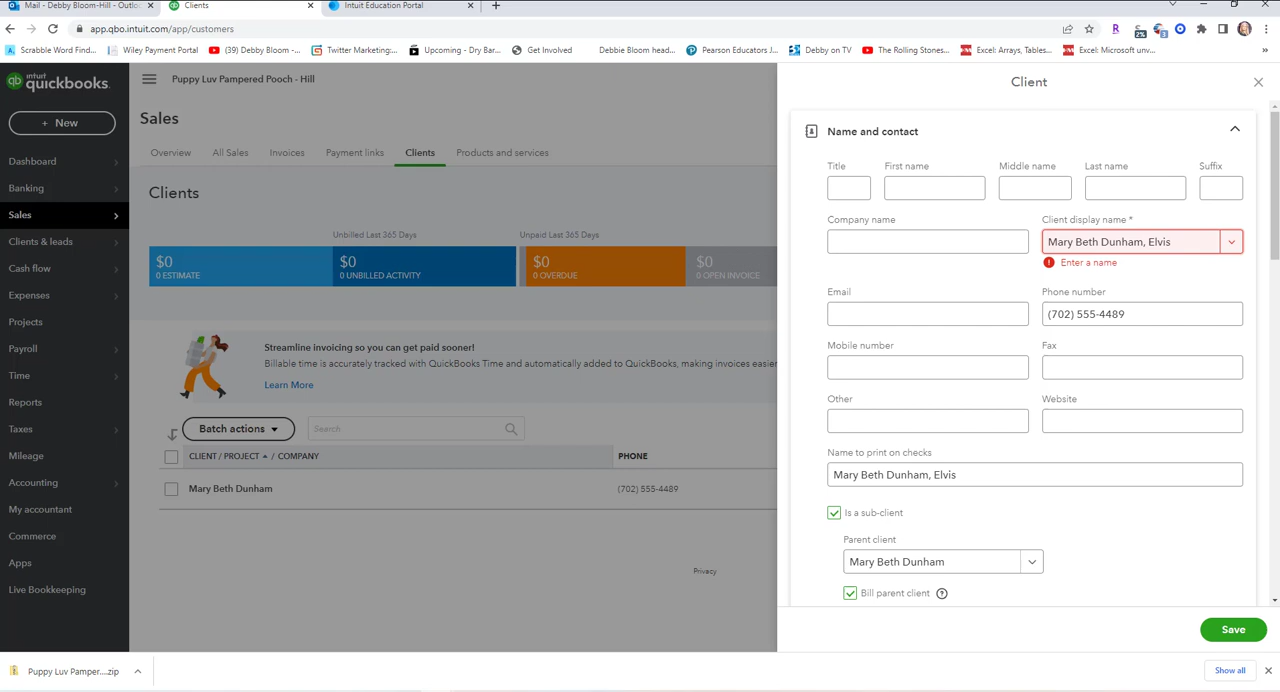 Mail - Debby Bloom-Hill - Outlo
Clients
Intuit Education Portal
app.qbo.intuit.com/app/customers
Scrabble Word Find...
Wiley Payment Portal
(39) Debby Bloom -...
Twitter Marketing:...
Upcoming - Dry Bar...
Get Involved
Debbie Bloom head...
Pearson Educators J...
Debby on TV
The Rolling Stones...
Excel: Arrays, Tables...
Excel: Microsoft unv...
intuit
quickbooks.
+ New
Dashboard
Banking
Sales
Clients & leads
Cash flow
Expenses
Projects
Payroll
Time
Reports
Taxes
Mileage
Accounting
My accountant
Commerce
Apps
Live Bookkeeping
Puppy Luv Pampered Pooch - Hill
Sales
Overview
All Sales
Invoices
Payment links
Clients
Products and services
Clients
Unbilled Last 365 Days
Unpaid Last 365 Days
$0
0 ESTIMATE
$0
0 UNBILLED ACTIVITY
$0
0 OVERDUE
$0
0 OPEN INVOICE
Streamline invoicing so you can get paid sooner!
Billable time is accurately tracked with QuickBooks Time and automatically added to QuickBooks, making invoices easier
Learn More
Batch actions
Search
CLIENT / PROJECT / COMPANY
PHONE
Mary Beth Dunham
(702) 555-4489
Privacy
Client
Name and contact
Title
First name
Middle name
Last name
Suffix
Company name
Client display name *
Mary Beth Dunham, Elvis
Enter a name
Email
Phone number
(702) 555-4489
Mobile number
Fax
Other
Website
Name to print on checks
Mary Beth Dunham, Elvis
Is a sub-client
Parent client
Mary Beth Dunham
Bill parent client
Save
Puppy Luv Pamper....zip
Show all